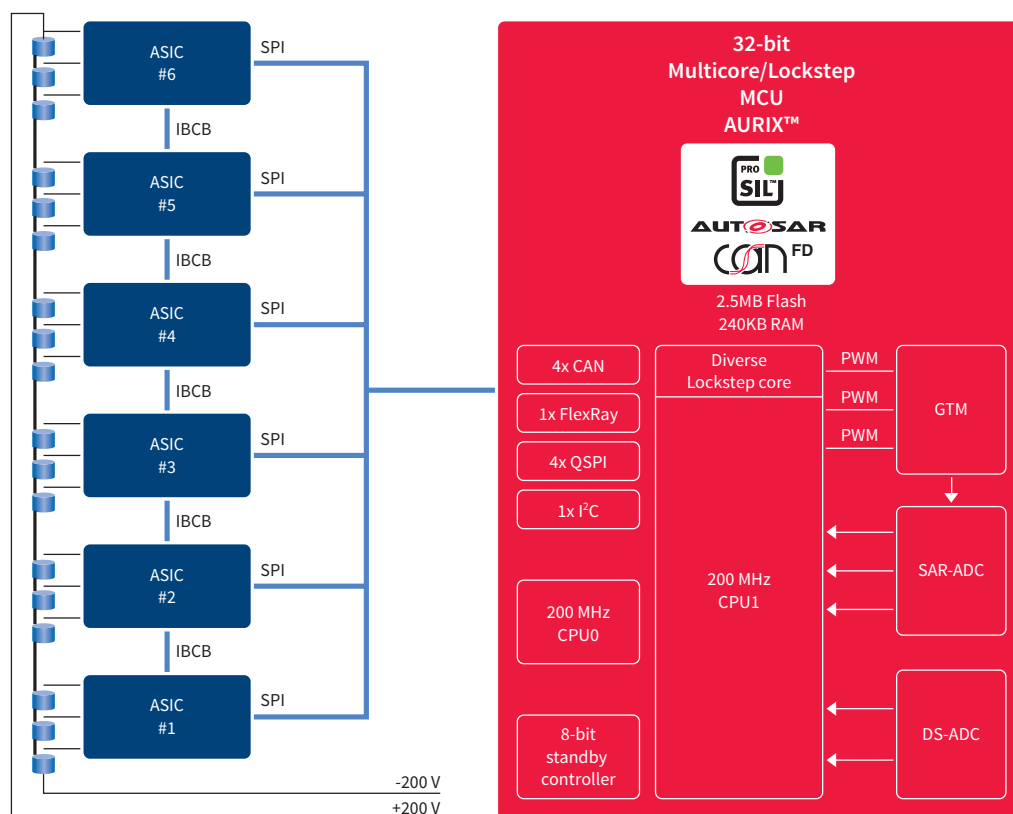 ASIC
#6
SPI
IBCB
ASIC
#5
SPI
IBCB
ASIC
#4
SPI
IBCB
ASIC
#3
SPI
IBCB
ASIC
#2
SPI
IBCB
ASIC
#1
SPI
-200 V
+200 V
32-bit
Multicore/Lockstep
MCU
AURIX™
PRO
SIL™
AUTOSAR
CAN FD
2.5MB Flash
240KB RAM
4x CAN
1x FlexRay
4x QSPI
1x I²C
200 MHz
CPU0
8-bit
standby
controller
Diverse
Lockstep core
200 MHz
CPU1
PWM
PWM
PWM
GTM
SAR-ADC
DS-ADC